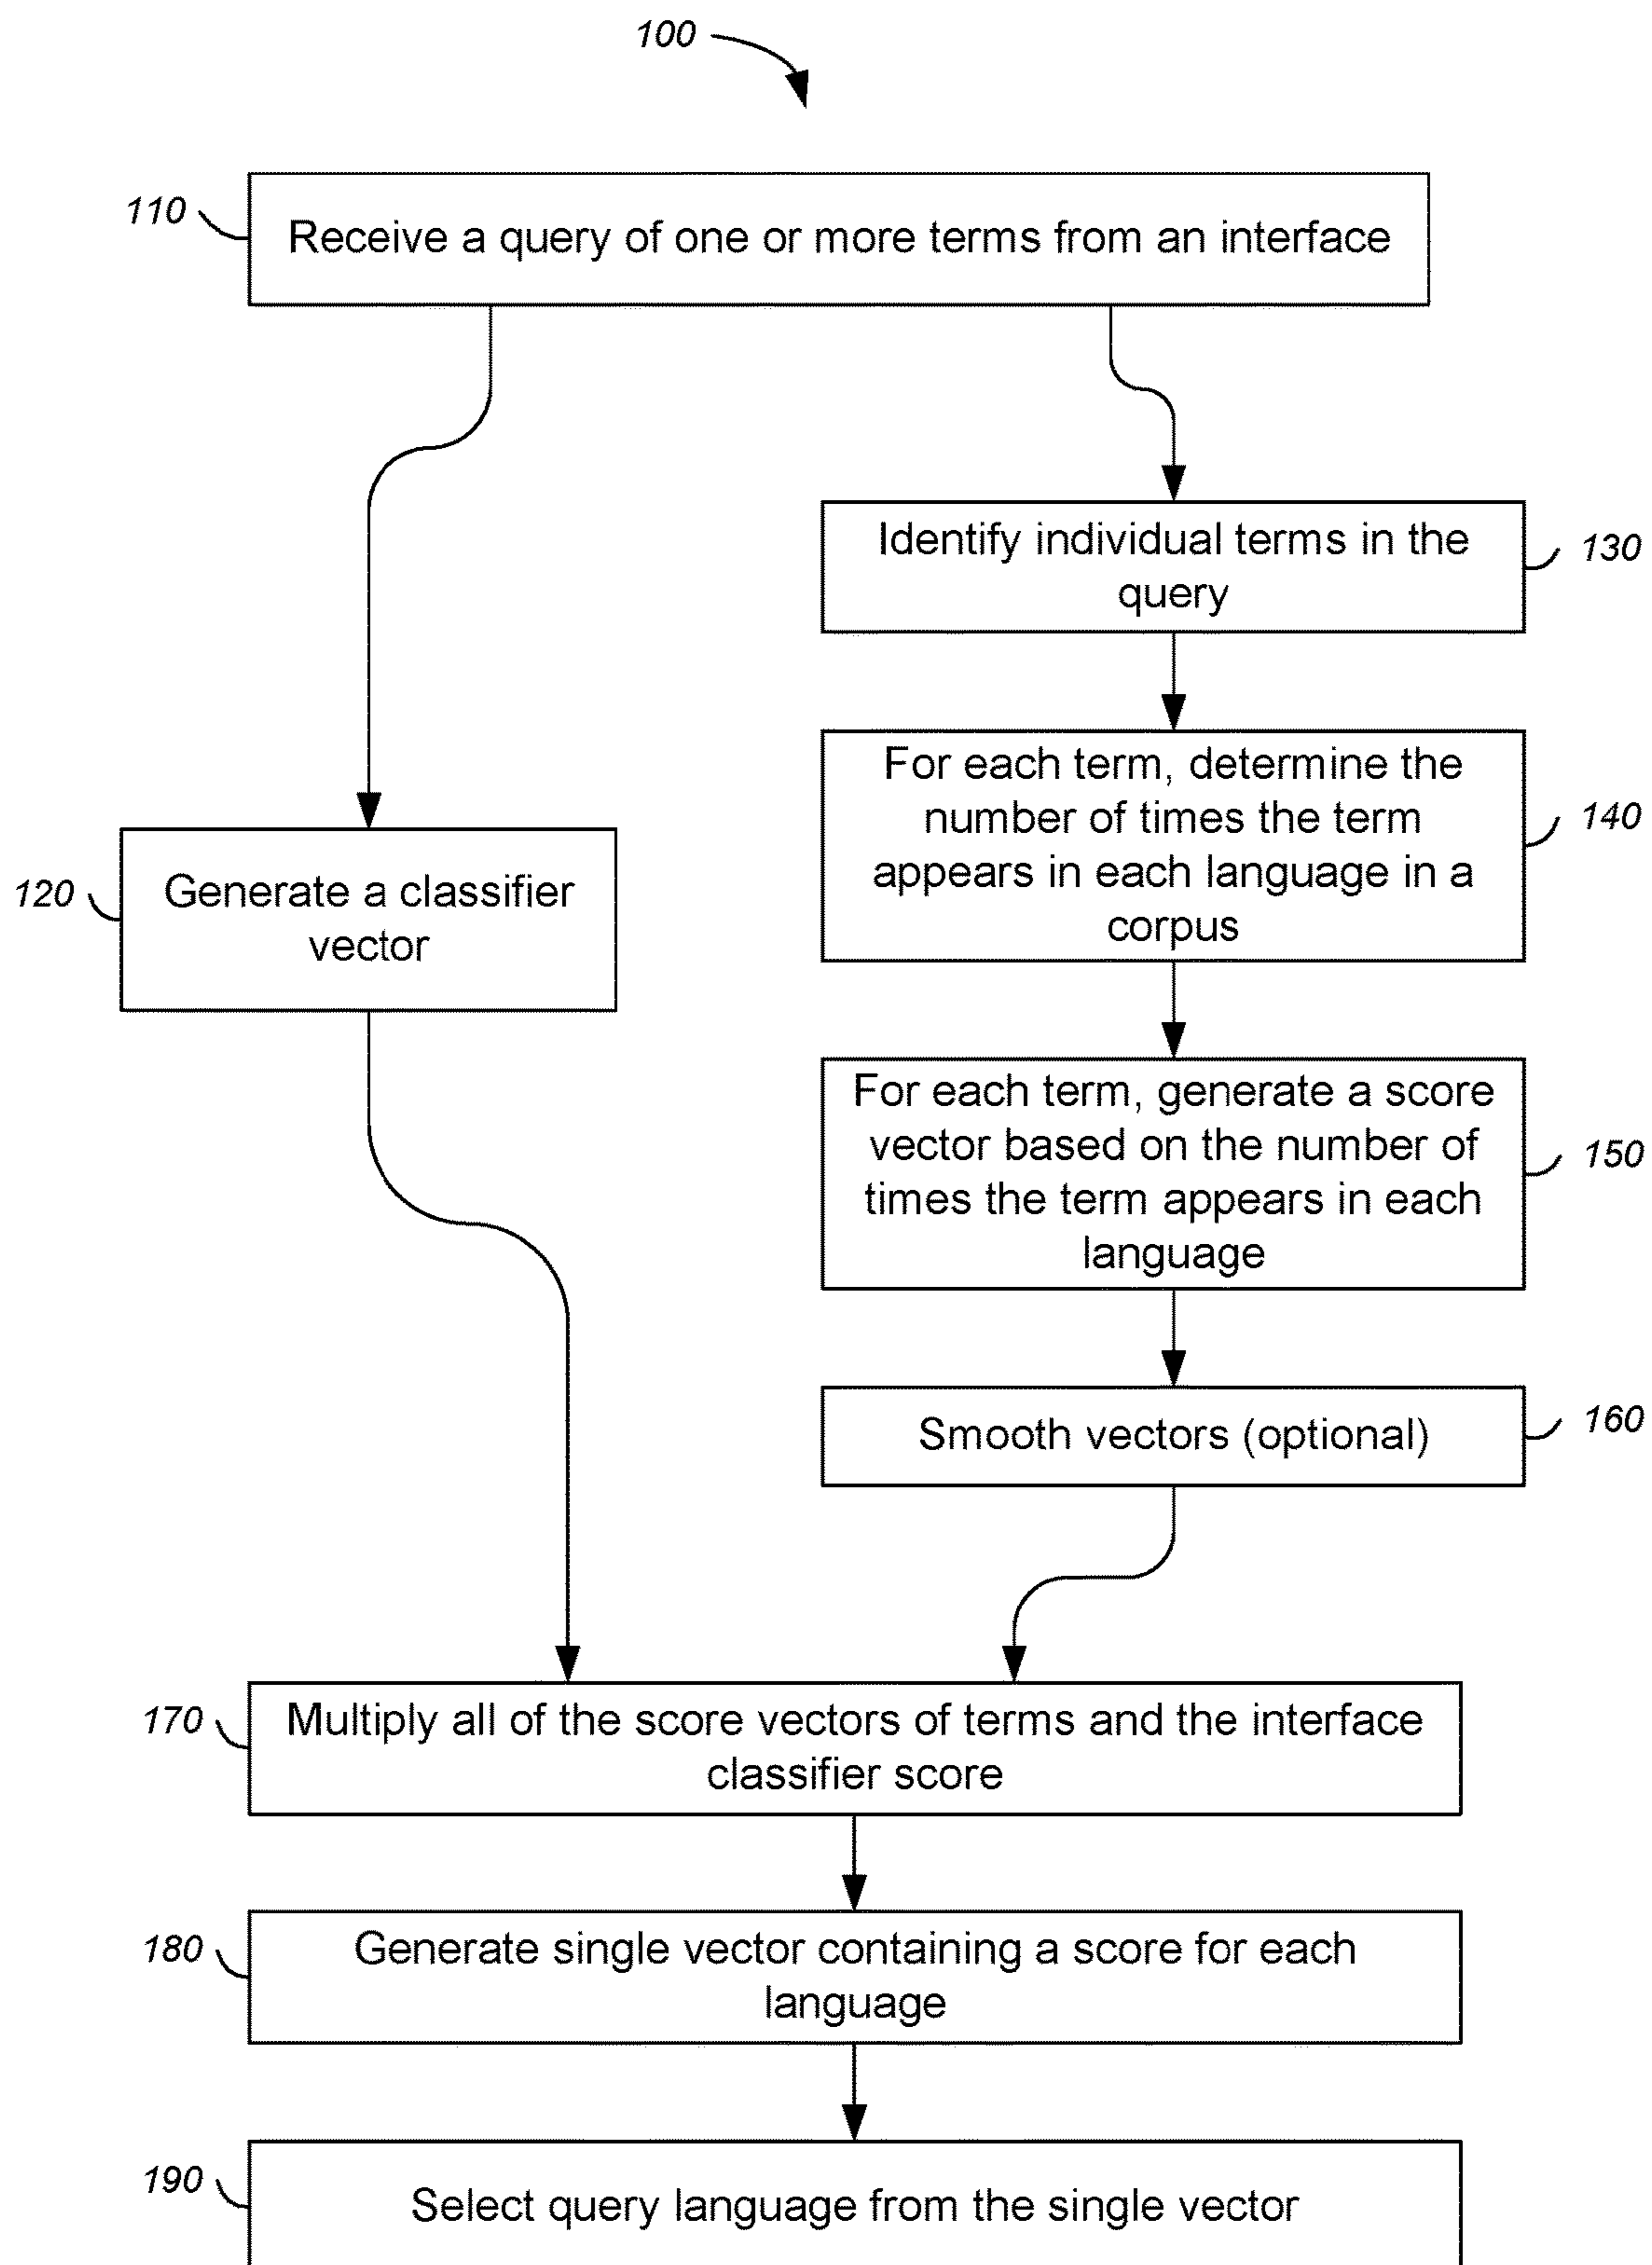 100
110
Receive a query of one or more terms from an interface
Identify individual terms in the
query
130
For each term, determine the
number of times the term
appears in each language in a
corpus
140
120
Generate a classifier
vector
For each term, generate a score
vector based on the number of
times the term appears in each
language
150
Smooth vectors (optional)
160
170
Multiply all of the score vectors of terms and the interface
classifier score
180
Generate single vector containing a score for each
language
190
Select query language from the single vector